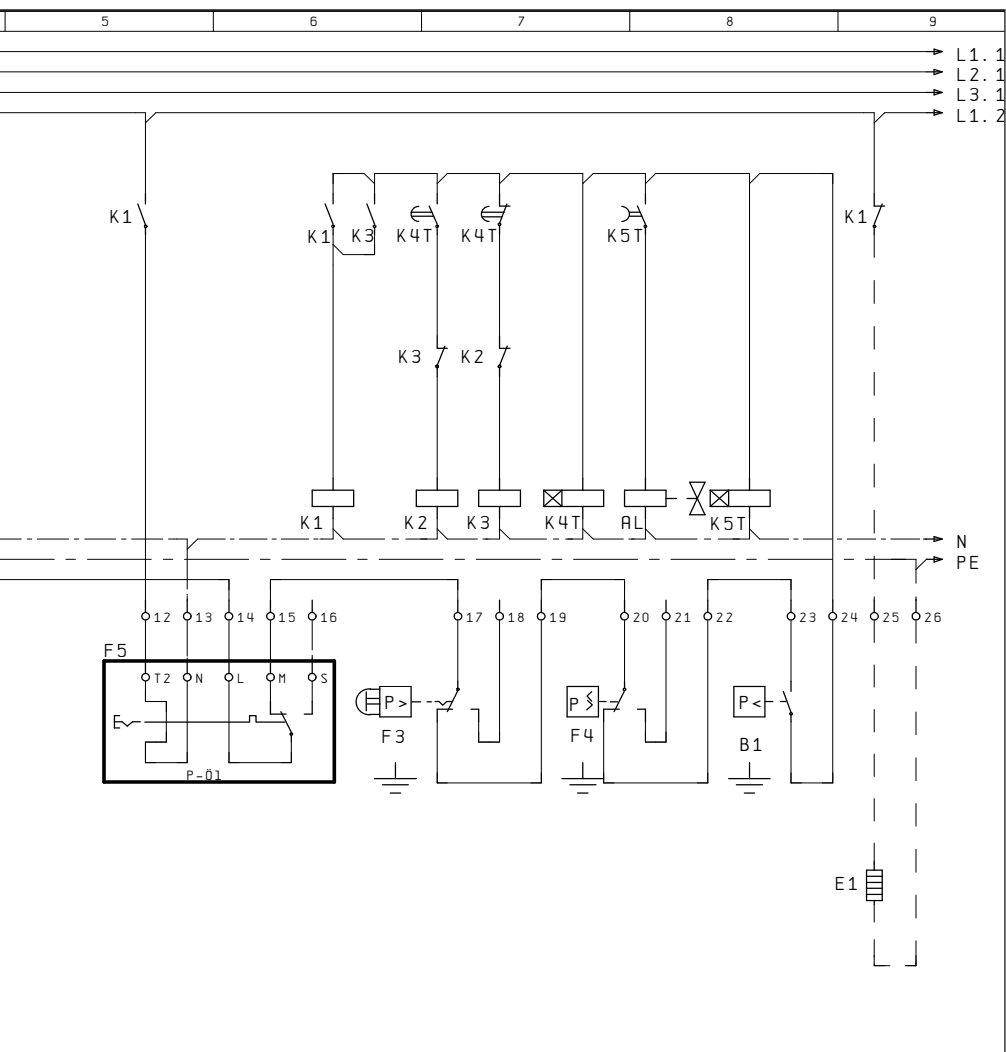 5 6 7 8 9
L1.1
L2.1
L3.1
L1.2
K1 K1 K3 K4T K4T K5T K1
K3 K2
K1 K2 K3 K4T AL K5T
N
PE
12 13 14 15 16 17 18 19 20 21 22 23 24 25 26
F5
T2 N L M S
P> P P<
F3 F4 B1
P-Öl
E1